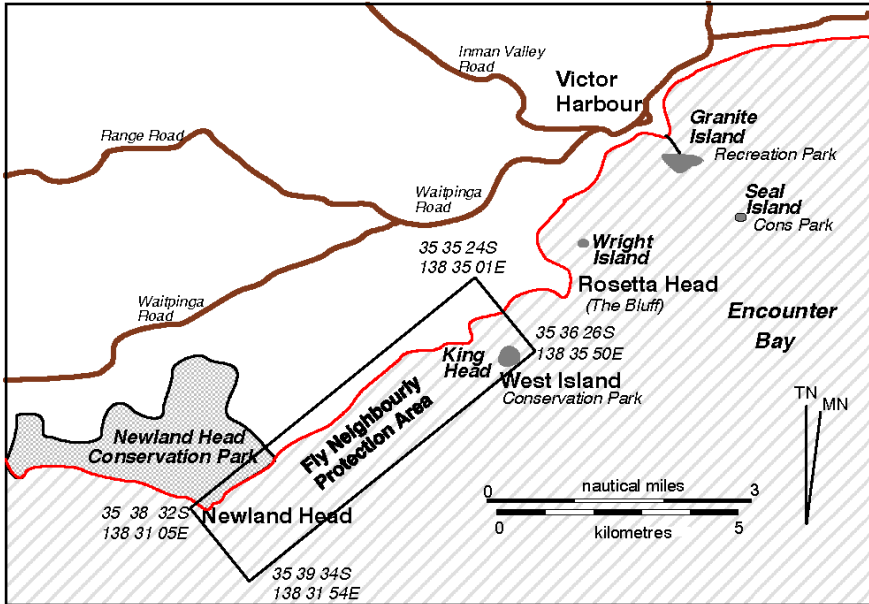 Inman Valley
Road
Victor
Harbour
Granite
Island
Recreation Park
Range Road
Waitpinga
Road
Seal
Island
Cons Park
35 35 24S
138 35 01E
Wright
Island
Rosetta Head
(The Bluff)
Waitpinga
Road
Encounter
Bay
35 36 26S
138 35 50E
King
Head
West Island
Conservation Park
TN
MN
Fly Neighbourly
Protection Area
Newland Head
Conservation Park
0 nautical miles 3
0 5
kilometres
35 38 32S
138 31 05E
Newland Head
35 39 34S
138 31 54E